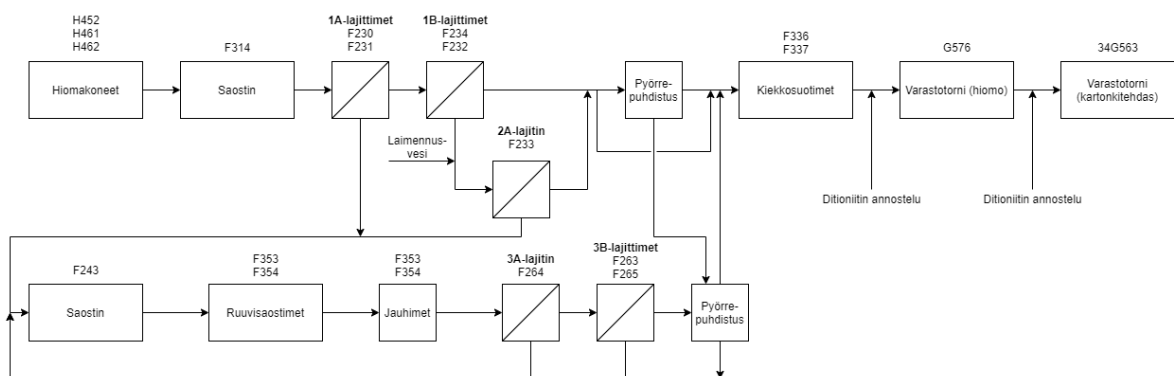 H452
H461
H462
Hiomakoneet
F314
Saostin
1A-lajittimet
F230
F231
1B-lajittimet
F234
F232
Laimennus-
vesi
2A-lajitin
F233
Pyörre-
puhdistus
F336
F337
Kiekkosuotimet
G576
Varastotorni (hiomo)
34G563
Varastotorni
(kartonkitehdas)
Ditioniitin annostelu
Ditioniitin annostelu
F243
Saostin
F353
F354
Ruuvisaostimet
F353
F354
Jauhimet
3A-lajitin
F264
3B-lajittimet
F263
F265
Pyörre-
puhdistus